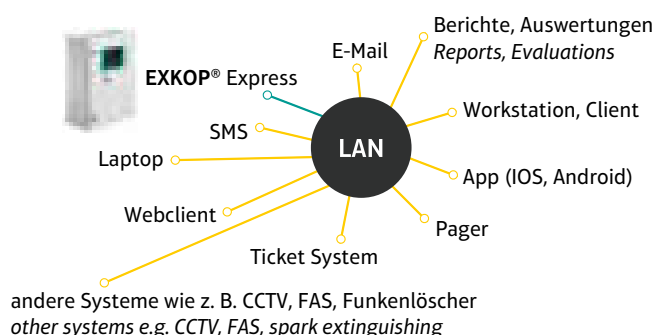 Berichte, Auswertungen
Reports, Evaluations
E-Mail
EXKOP® Express
Workstation, Client
SMS
LAN
Laptop
App (IOS, Android)
Webclient
Pager
Ticket System
andere Systeme wie z. B. CCTV, FAS, Funkenlöscher
other systems e.g. CCTV, FAS, spark extinguishing